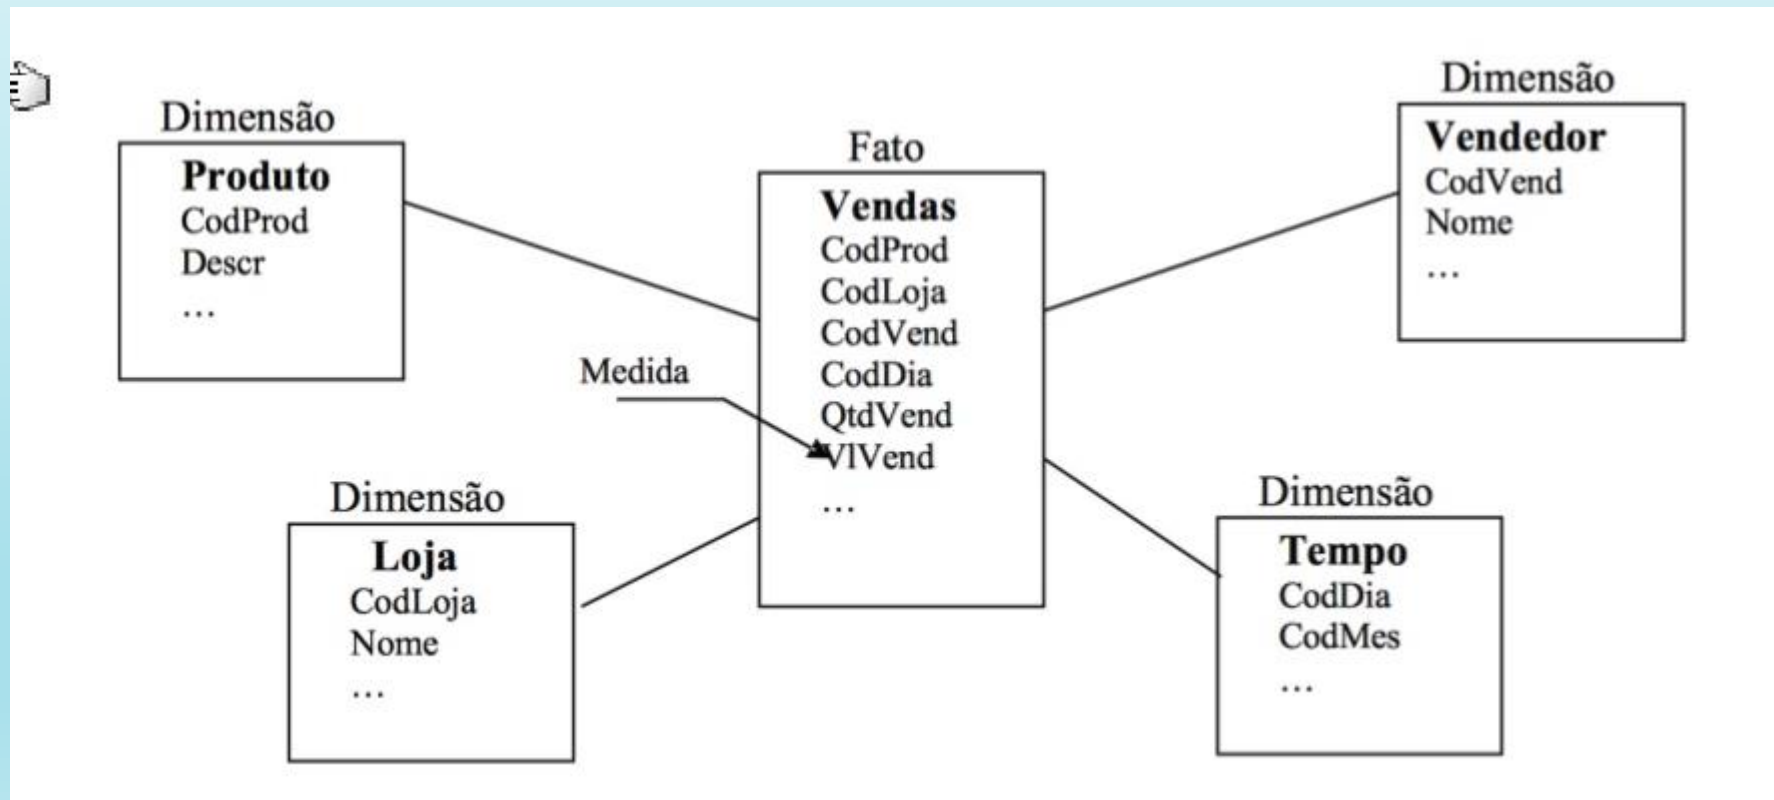 Dimensão
Produto
CodProd
Descr
...
Fato
Vendas
CodProd
CodLoja
CodVend
CodDia
QtdVend
VlVend
...
Medida
Dimensão
Vendedor
CodVend
Nome
...
Dimensão
Loja
CodLoja
Nome
...
Dimensão
Tempo
CodDia
CodMes
...